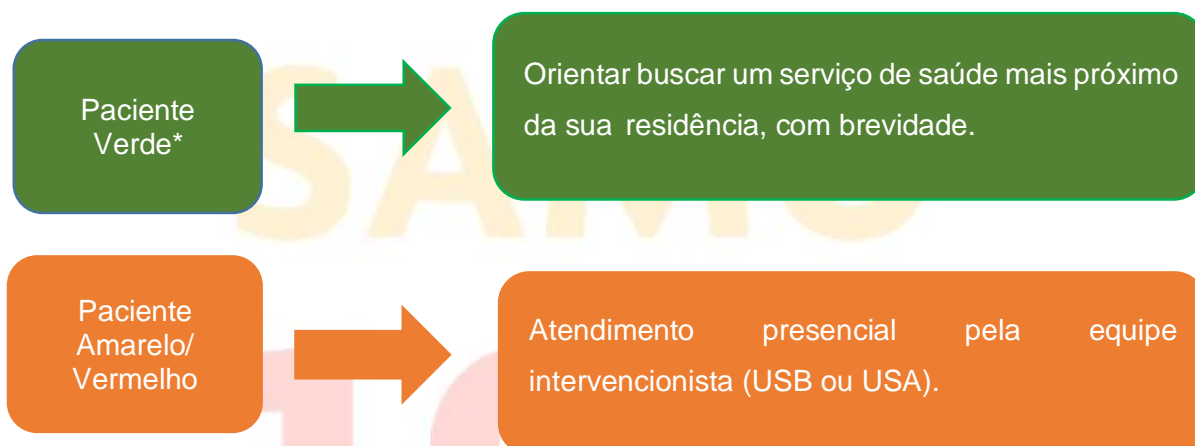 Paciente
Verde*
Orientar buscar um serviço de saúde mais próximo
da sua residência, com brevidade.
SAMU
Paciente
Amarelo/
Vermelho
Atendimento presencial pela equipe
intervencionista (USB ou USA).